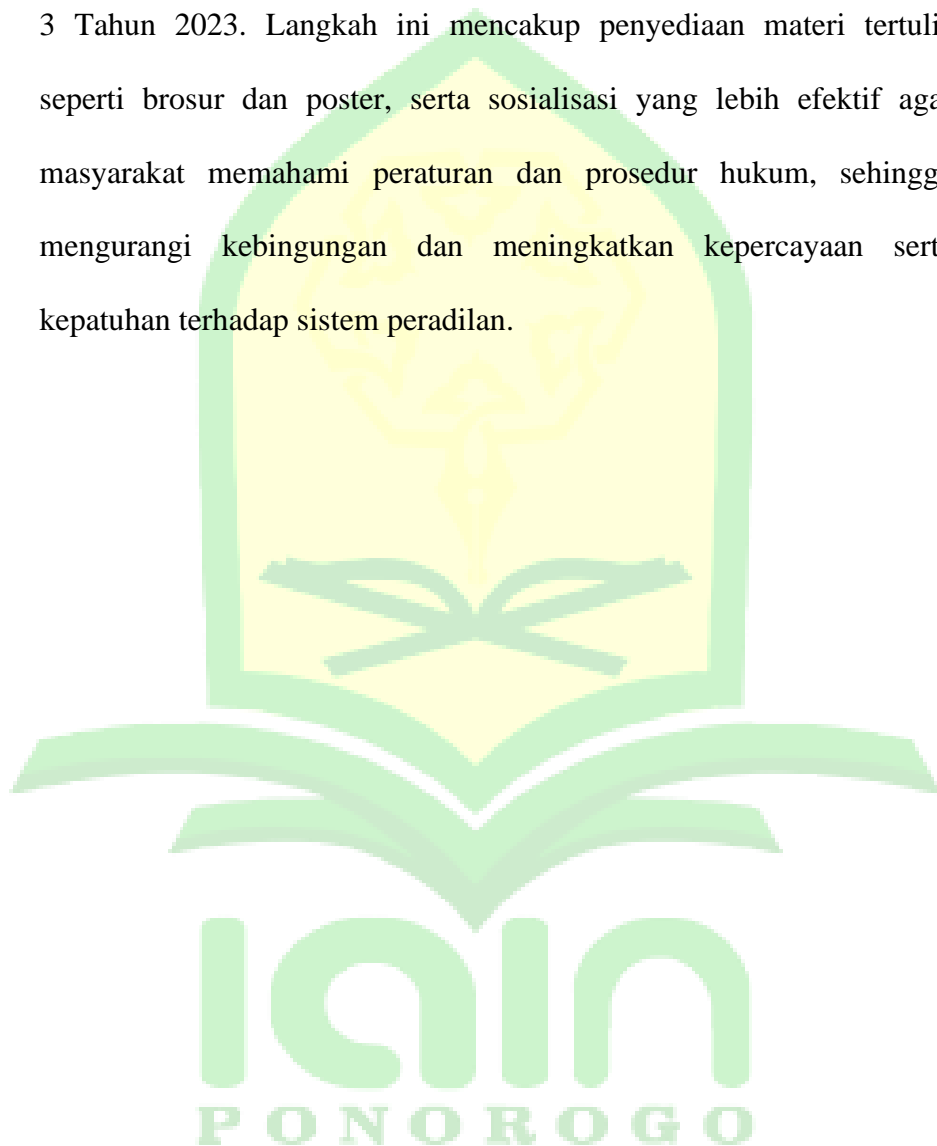 3 Tahun 2023. Langkah ini mencakup penyediaan materi tertuli
seperti brosur dan poster, serta sosialisasi yang lebih efektif aga
masyarakat memahami peraturan dan prosedur hukum, sehingg
mengurangi kebingungan dan meningkatkan kepercayaan sert
kepatuhan terhadap sistem peradilan.
iain
PONOROGO